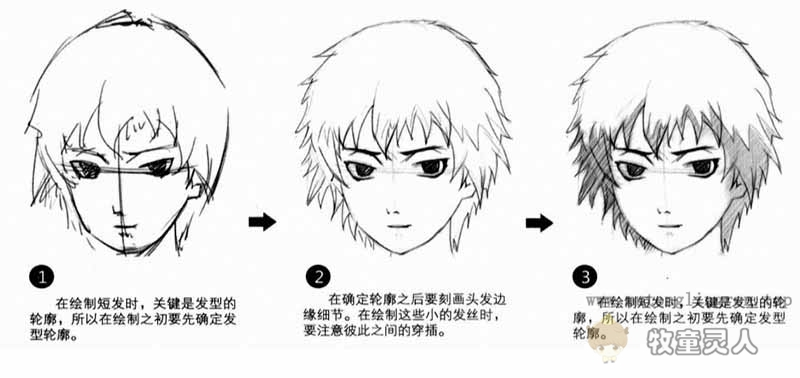 1
在绘制短发时，关键是发型的
轮廓，所以在绘制之初要先确定发
型轮廓。
2
在确定轮廓之后要刻画头发边
缘细节。在绘制这些小的发丝时，
要注意彼此之间的穿插。
3
在绘制短发时，关键是发型的轮
廓，所以在绘制之初要先确定发型
轮廓。
牧童灵人